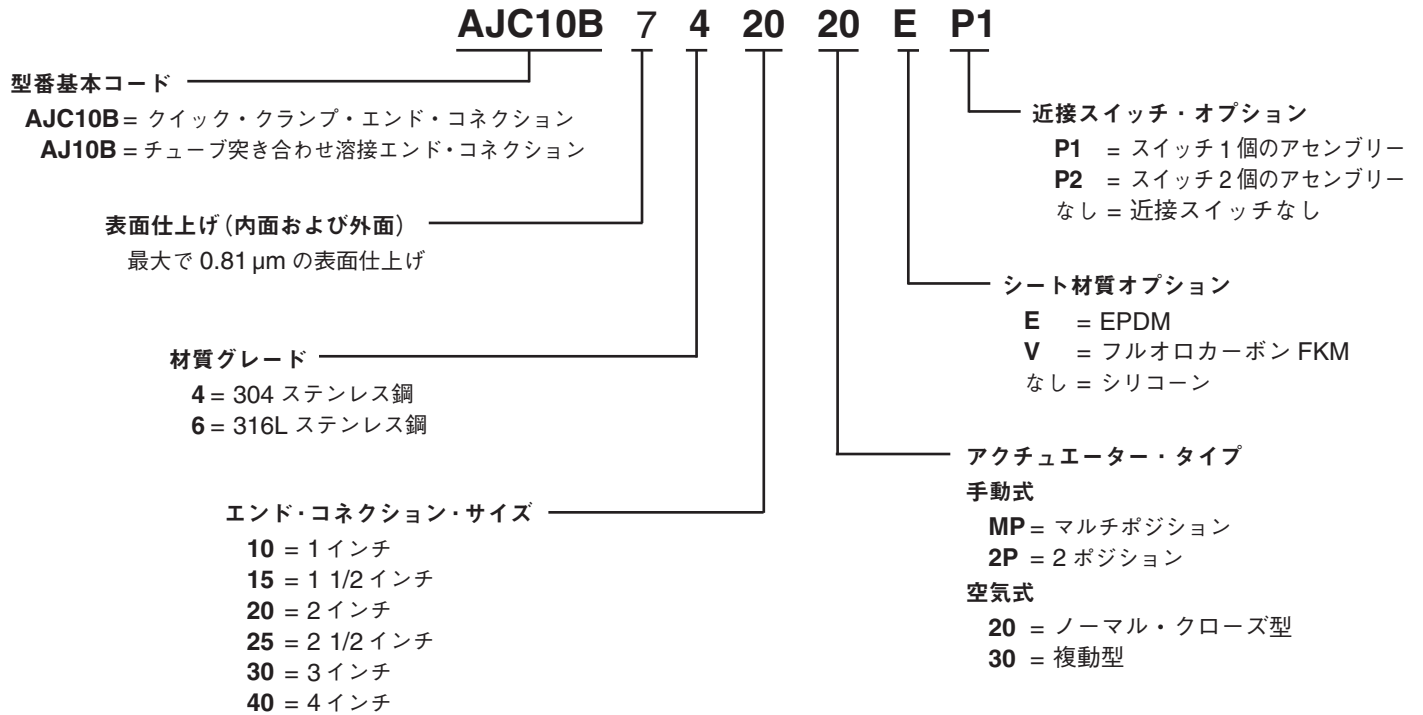 AJC10B 7 4 20 20 E P1
型番基本コード
AJC10B = クイック・クランプ・エンド・コネクション
AJ10B = チューブ突き合わせ溶接エンド・コネクション
表面仕上げ（内面および外面）
最大で 0.81 μm の表面仕上げ
材質グレード
4 = 304 ステンレス鋼
6 = 316L ステンレス鋼
エンド・コネクション・サイズ
10 = 1 インチ
15 = 1 1/2 インチ
20 = 2 インチ
25 = 2 1/2 インチ
30 = 3 インチ
40 = 4 インチ
近接スイッチ・オプション
P1 = スイッチ 1 個のアセンブリー
P2 = スイッチ 2 個のアセンブリー
なし = 近接スイッチなし
シート材質オプション
E = EPDM
V = フルオロカーボン FKM
なし = シリコーン
アクチュエーター・タイプ
手動式
MP = マルチポジション
2P = 2 ポジション
空気式
20 = ノーマル・クローズ型
30 = 複動型